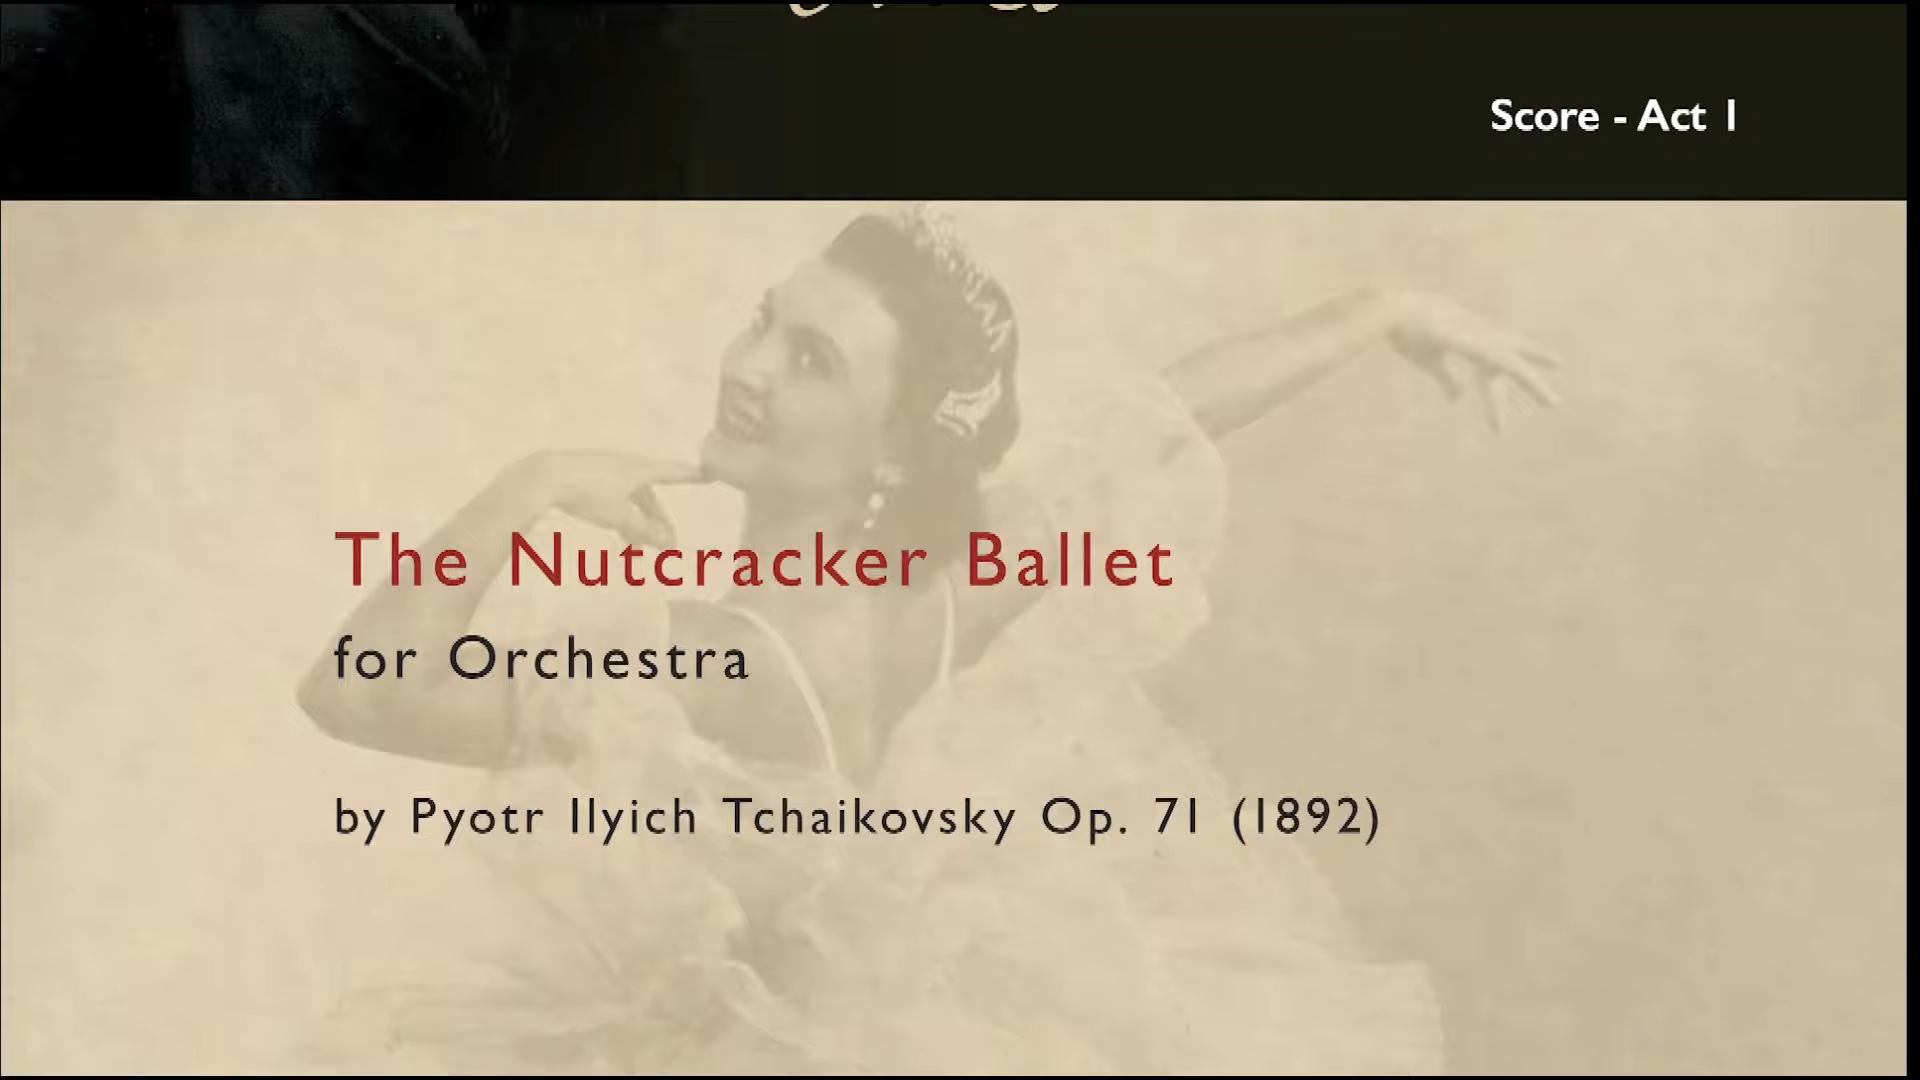 Score - Act 1
The Nutcracker Ballet
for Orchestra
by Pyotr Ilyich Tchaikovsky Op. 71 (1892)